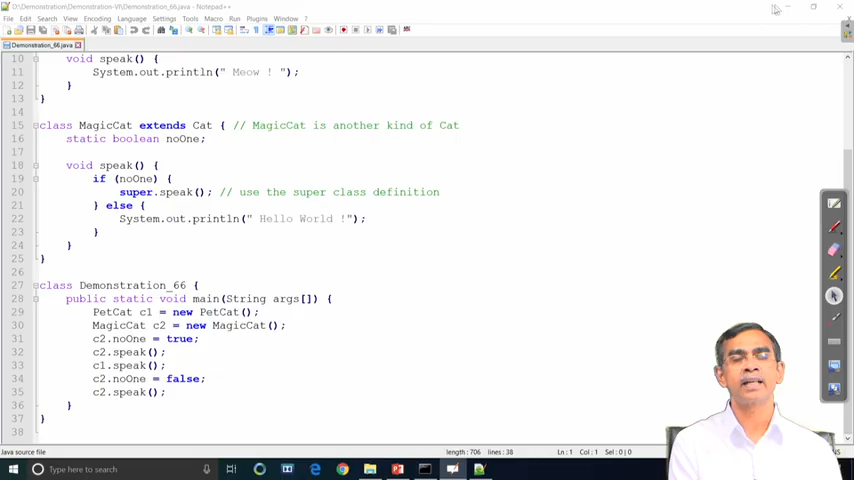 D:\Demonstration\Demonstration-VI\Demonstration_66.java - Notepad++
File Edit Search View Encoding Language Settings Tools Macro Run Plugins Window ?
Demonstration_66.java
10 void speak() {
11 System.out.println(" Meow ! ");
12 }
13 }
14
15 class MagicCat extends Cat { // MagicCat is another kind of Cat
16 static boolean noOne;
17
18 void speak() {
19 if (noOne) {
20 super.speak(); // use the super class definition
21 } else {
22 System.out.println(" Hello World !");
23 }
24 }
25 }
26
27 class Demonstration_66 {
28 public static void main(String args[]) {
29 PetCat c1 = new PetCat();
30 MagicCat c2 = new MagicCat();
31 c2.noOne = true;
32 c2.speak();
33 c1.speak();
34 c2.noOne = false;
35 c2.speak();
36 }
37 }
38
Java source file length : 706 lines : 38 Ln : 1 Col : 1 Sel : 0 | 0
Type here to search